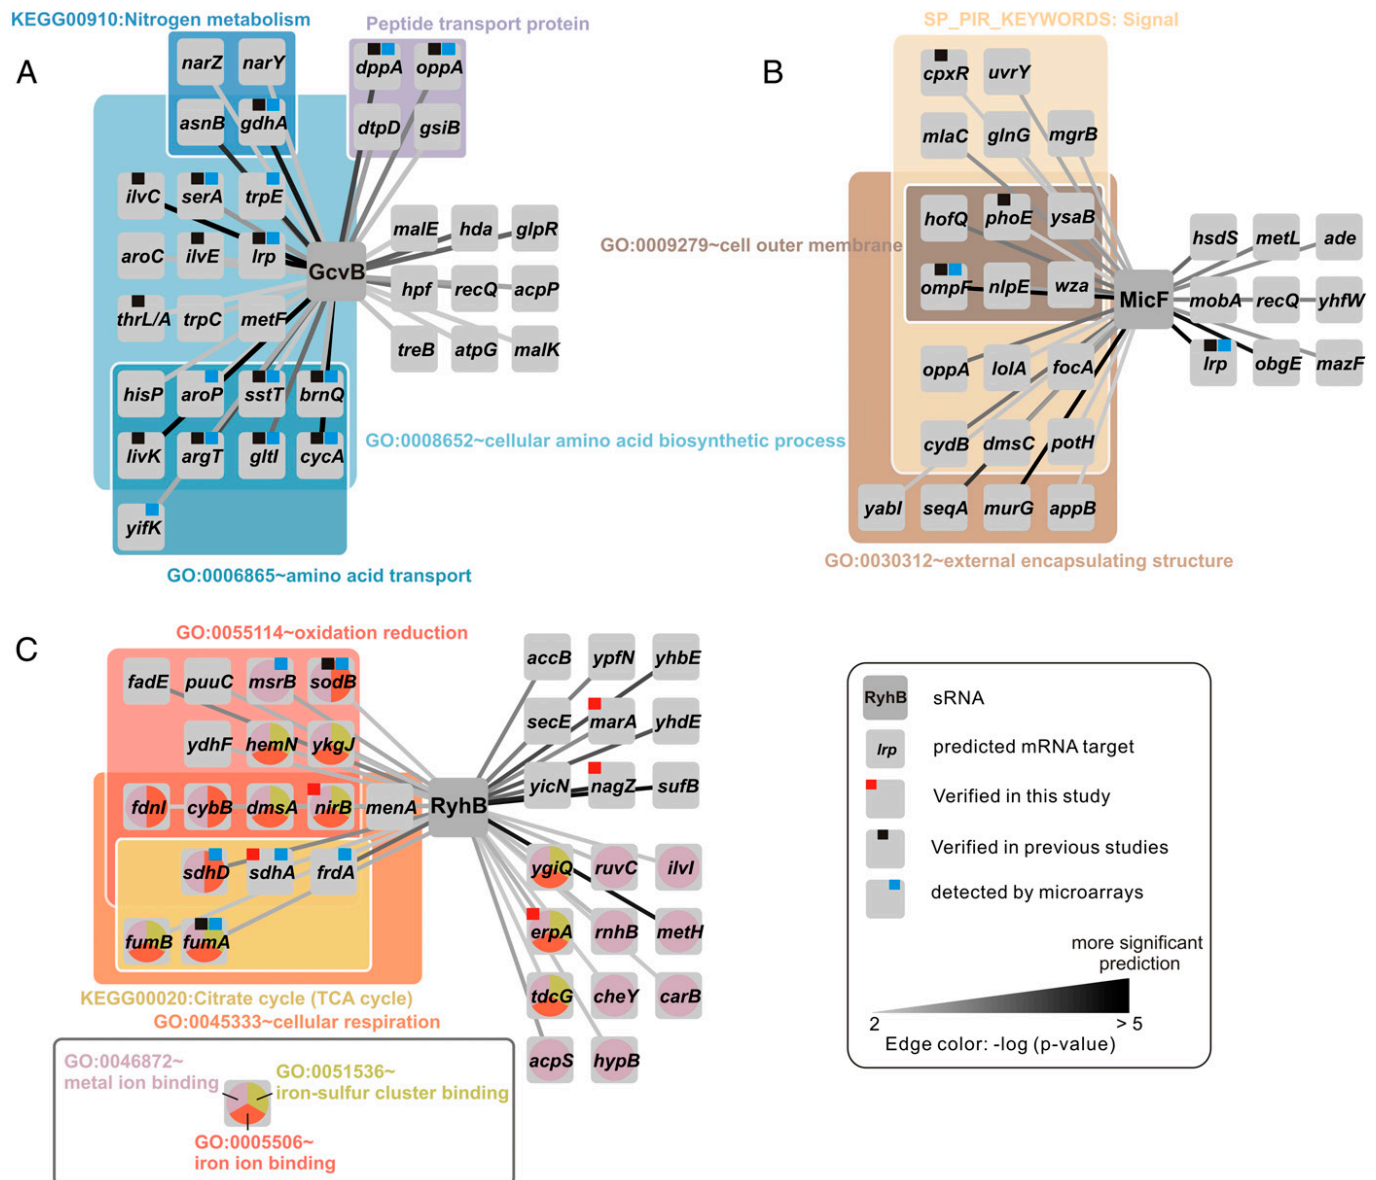 KEGG00910:Nitrogen metabolism
Peptide transport protein
A
narZ narY
dppA oppA
asnB gdhA
dtpD gsiB
ilvC serA trpE
malE hda glpR
aroC ilvE lrp
GcvB
hpf recQ acpP
thrL/A trpC metF
treB atpG malK
hisP aroP sstT brnQ
GO:0008652~cellular amino acid biosynthetic process
livK argT gltI cycA
yifK
GO:0006865~amino acid transport
SP_PIR_KEYWORDS: Signal
B
cpxR uvrY
mlaC glnG mgrB
hofQ phoE ysaB
GO:0009279~cell outer membrane
hsdS metL ade
ompF nlpE wza
MicF
mobA recQ yhfW
oppA lolA focA
lrp obgE mazF
cydB dmsC potH
yabI seqA murG appB
GO:0030312~external encapsulating structure
C
GO:0055114~oxidation reduction
fadE puuC msrB sodB
accB ypfN yhbE
ydhF hemN ykgJ
secE marA yhdE
fdnI cybB dmsA nirB menA
RyhB
yicN nagZ sufB
sdhD sdhA frdA
ygiQ ruvC ilvI
fumB fumA
erpA rnhB metH
KEGG00020:Citrate cycle (TCA cycle)
tdcG cheY carB
GO:0045333~cellular respiration
acpS hypB
GO:0046872~
metal ion binding
GO:0051536~
iron-sulfur cluster binding
GO:0005506~
iron ion binding
RyhB sRNA
lrp predicted mRNA target
Verified in this study
Verified in previous studies
detected by microarrays
more significant
prediction
2 > 5
Edge color: -log (p-value)